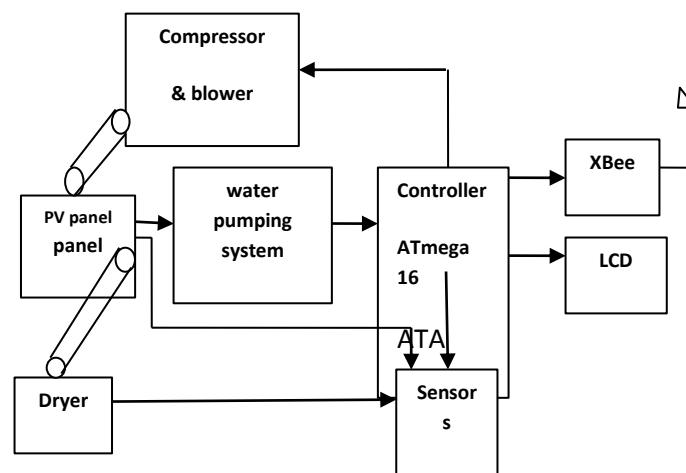 Compressor
& blower
XBee
water
pumping
system
Controller
ATmega
16
PV panel
panel
LCD
ATA
Dryer
Sensor
s